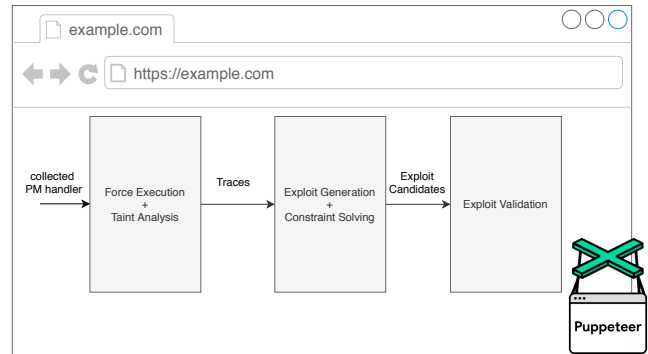 example.com
https://example.com
collected
PM handler
Force Execution
+
Taint Analysis
Traces
Exploit Generation
+
Constraint Solving
Exploit
Candidates
Exploit Validation
Puppeteer